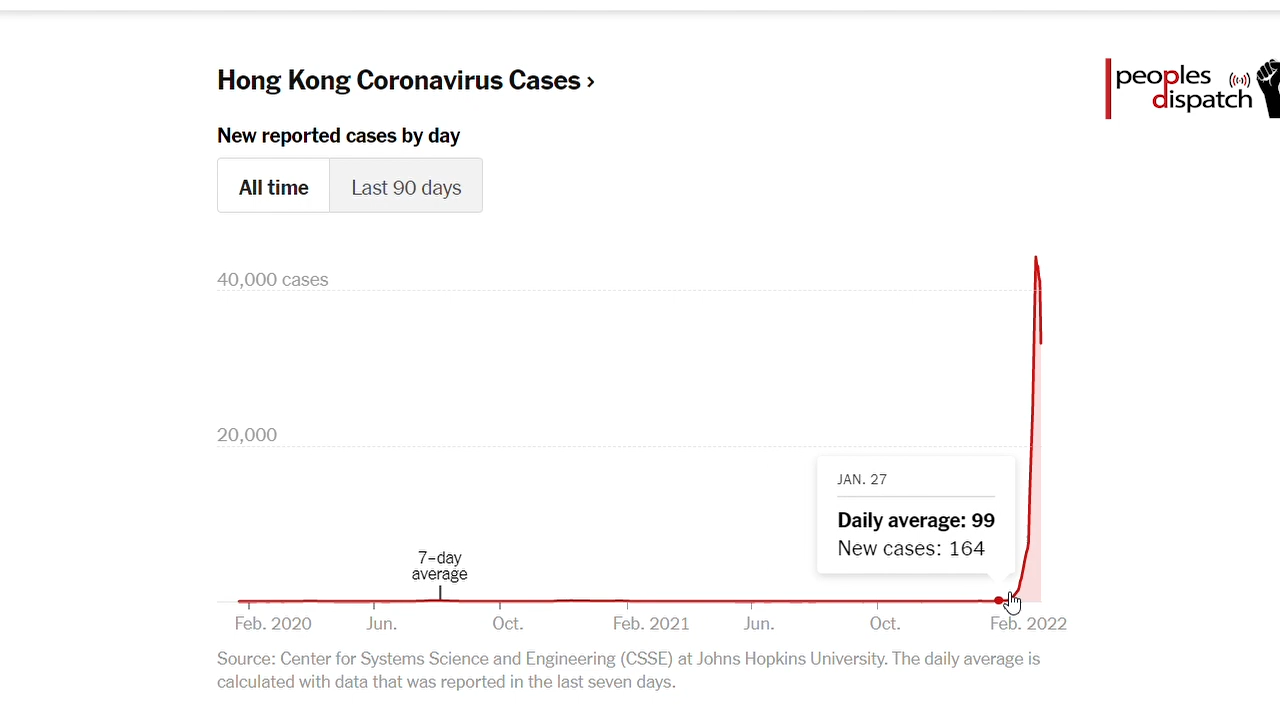 Hong Kong Coronavirus Cases ›
peoples
dispatch
New reported cases by day
All time
Last 90 days
40,000 cases
20,000
JAN. 27
Daily average: 99
New cases: 164
7–day
average
Feb. 2020
Jun.
Oct.
Feb. 2021
Jun.
Oct.
Feb. 2022
Source: Center for Systems Science and Engineering (CSSE) at Johns Hopkins University. The daily average is
calculated with data that was reported in the last seven days.